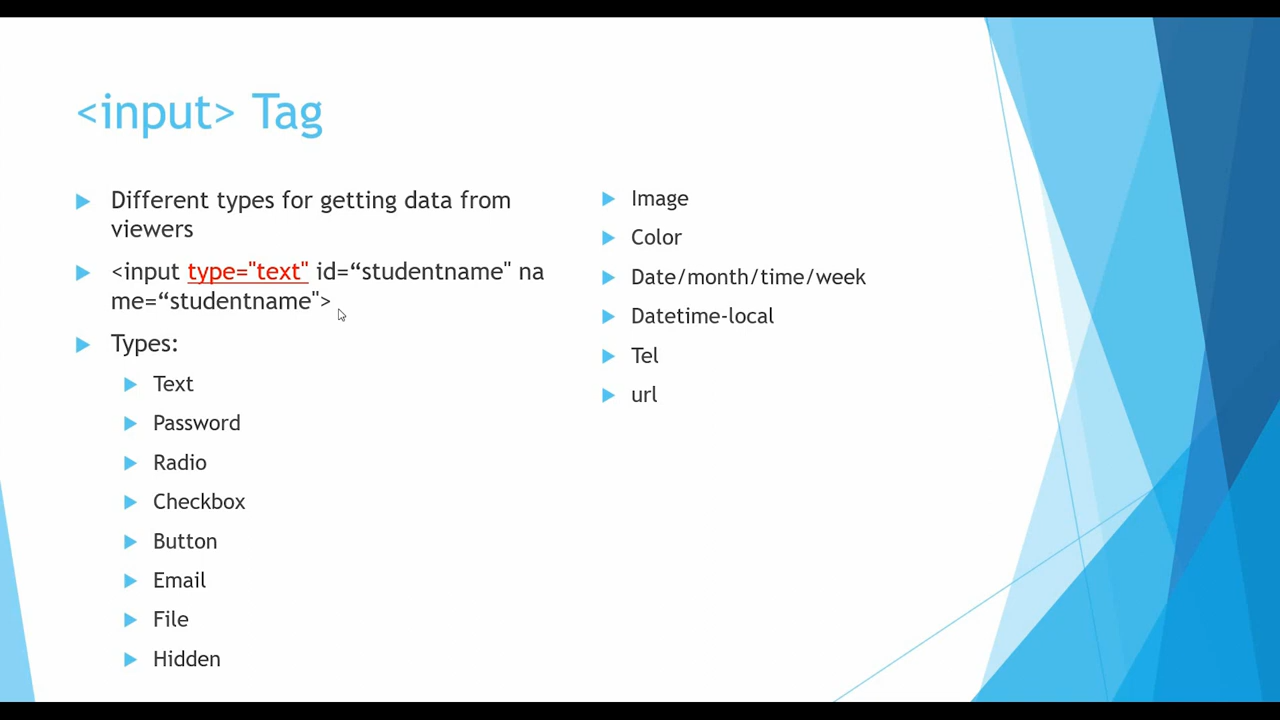 <input> Tag
Different types for getting data from
viewers
<input type="text" id=“studentname" na
me=“studentname">
Types:
Text
Password
Radio
Checkbox
Button
Email
File
Hidden
Image
Color
Date/month/time/week
Datetime-local
Tel
url